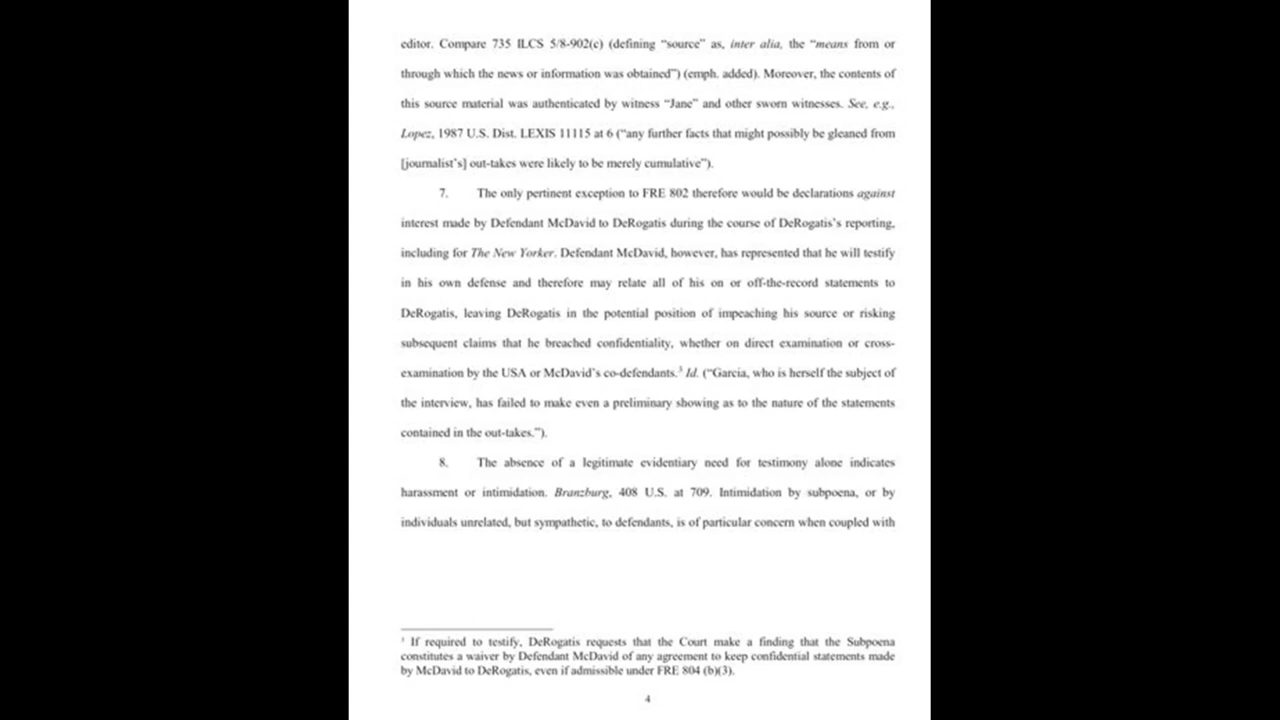 editor. Compare 735 ILCS 5/8-902(c) (defining “source” as, inter alia, the “means from or
through which the news or information was obtained”) (emph. added). Moreover, the contents of
this source material was authenticated by witness “Jane” and other sworn witnesses. See, e.g.,
Lopez, 1987 U.S. Dist. LEXIS 11115 at 6 (“any further facts that might possibly be gleaned from
[journalist’s] out-takes were likely to be merely cumulative”).
7. The only pertinent exception to FRE 802 therefore would be declarations against
interest made by Defendant McDavid to DeRogatis during the course of DeRogatis’s reporting,
including for The New Yorker. Defendant McDavid, however, has represented that he will testify
in his own defense and therefore may relate all of his on or off-the-record statements to
DeRogatis, leaving DeRogatis in the potential position of impeaching his source or risking
subsequent claims that he breached confidentiality, whether on direct examination or cross-
examination by the USA or McDavid’s co-defendants.³ Id. (“Garcia, who is herself the subject of
the interview, has failed to make even a preliminary showing as to the nature of the statements
contained in the out-takes.”).
8. The absence of a legitimate evidentiary need for testimony alone indicates
harassment or intimidation. Branzburg, 408 U.S. at 709. Intimidation by subpoena, or by
individuals unrelated, but sympathetic, to defendants, is of particular concern when coupled with
³ If required to testify, DeRogatis requests that the Court make a finding that the Subpoena
constitutes a waiver by Defendant McDavid of any agreement to keep confidential statements made
by McDavid to DeRogatis, even if admissible under FRE 804 (b)(3).
4